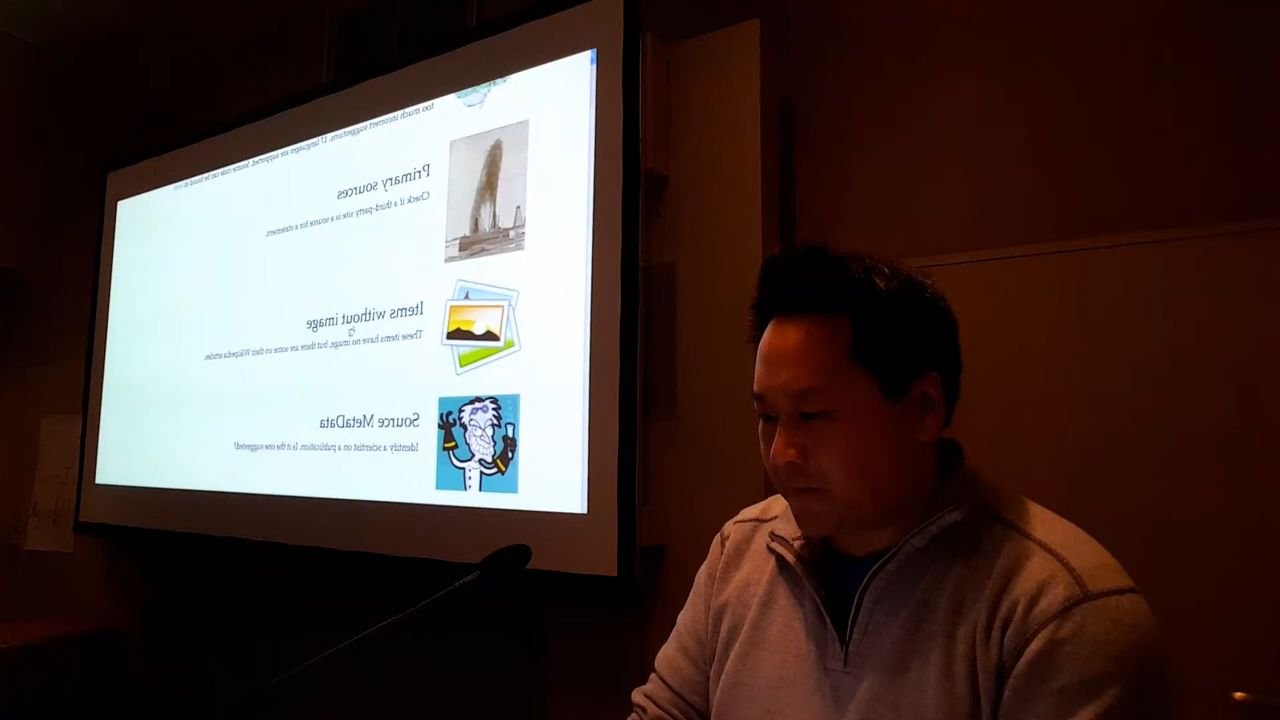 too much incorrect suggestions. 17 languages are supported. Source code can be found in
Primary sources
Check if a third-party site is a source for statement.
Items without image
These items have no image, but there are some on their Wikipedia articles.
Source MetaData
Identify a scientist on a publication. Is it the one suggested?